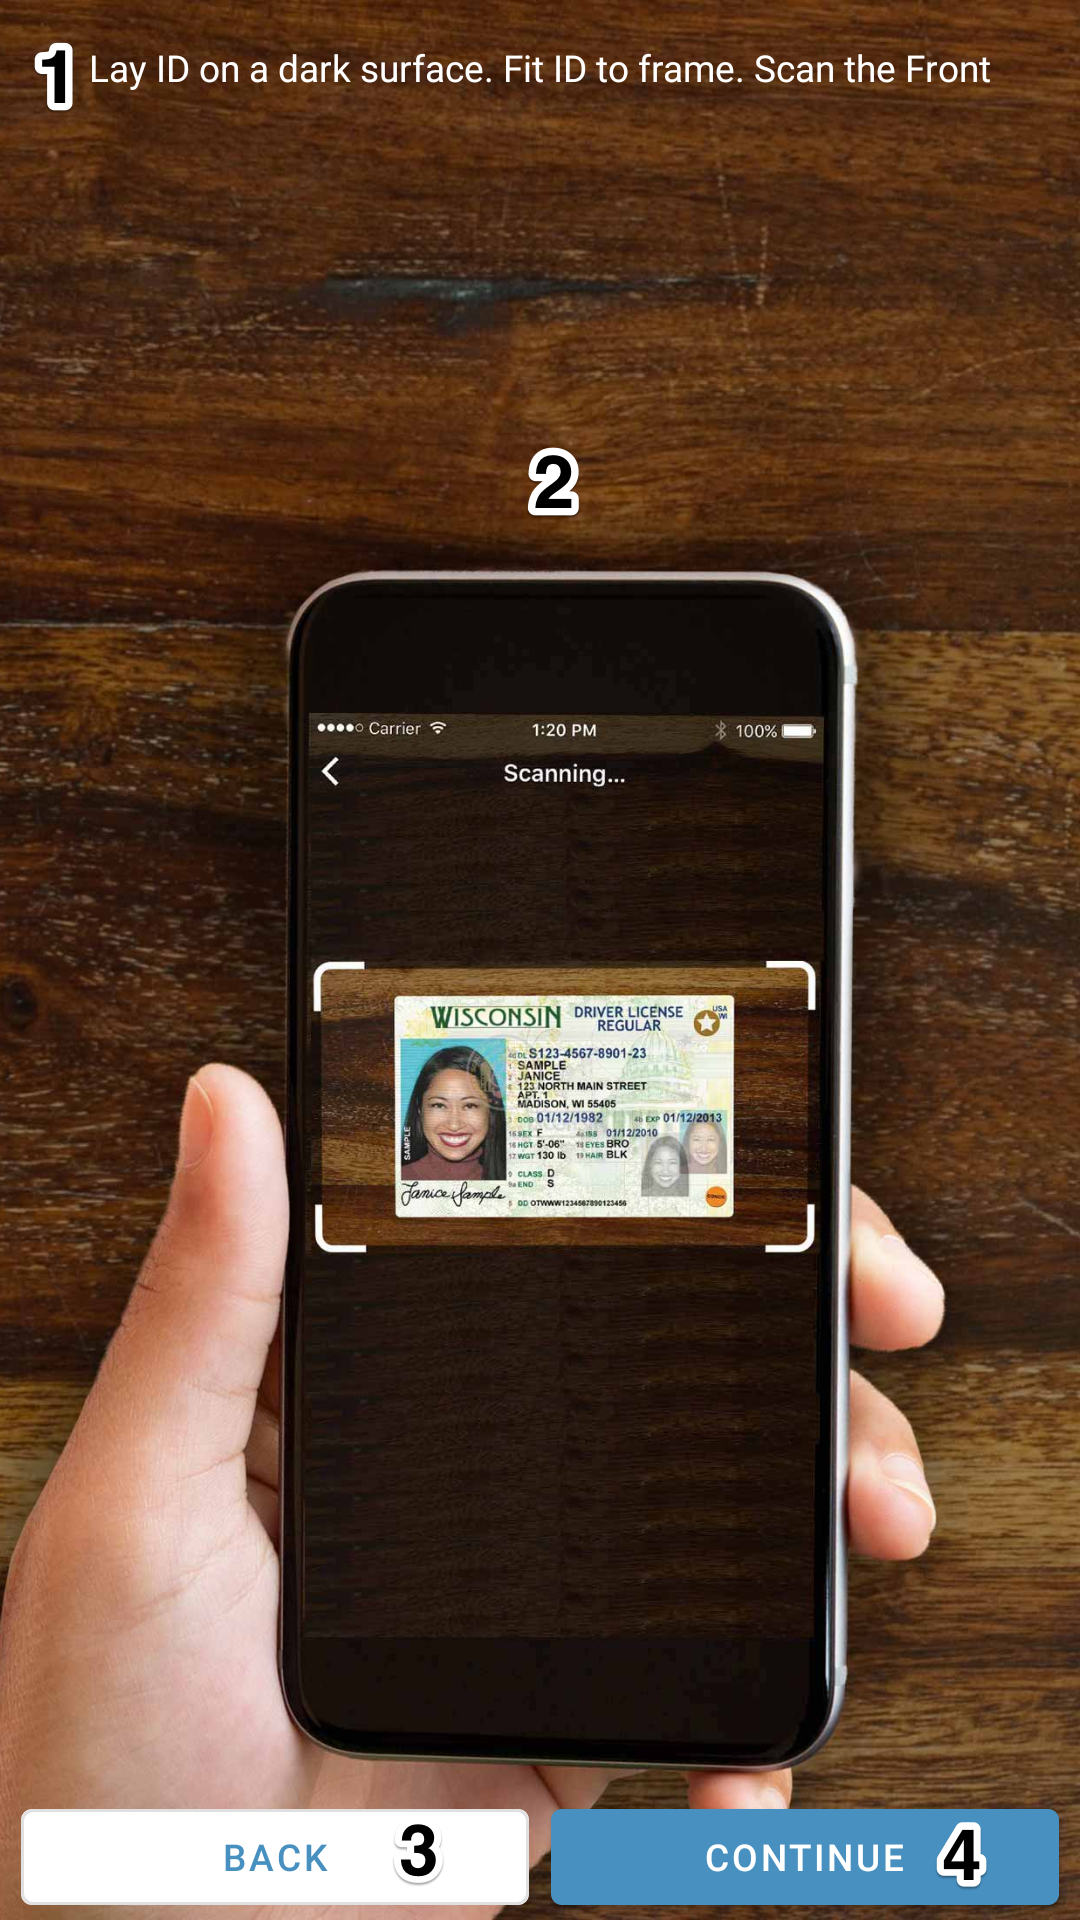 1 Lay ID on a dark surface. Fit ID to frame. Scan the Front
2
Carrier 1:20 PM 100%
Scanning...
WISCONSIN DRIVER LICENSE USA
REGULAR WI
4d DL S123-4567-8901-23
1 SAMPLE
2 JANICE
123 NORTH MAIN STREET
APT. 1
MADISON, WI 55405
3 DOB 01/12/1982 4b EXP 01/12/2013
15 SEX F 4a ISS 01/12/2010
16 HGT 5'-06" 18 EYES BRO
17 WGT 130 lb 19 HAIR BLK
SAMPLE
9 CLASS D
9a END S
Janice Sample
5 DD OTWWW1234567890123456
BACK 3 CONTINUE 4